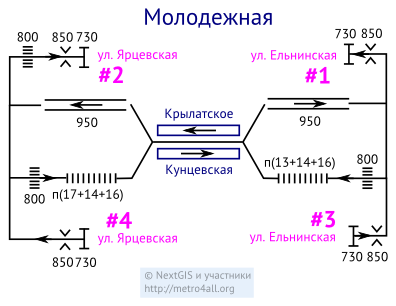 Молодежная
800
850 730
730 850
ул. Ярцевская
ул. Ельнинская
#2
#1
950
Крылатское
950
Кунцевская
п(13+14+16)
800
800
п(17+14+16)
#4
#3
ул. Ярцевская
ул. Ельнинская
850 730
730 850
© NextGIS и участники
http://metro4all.org